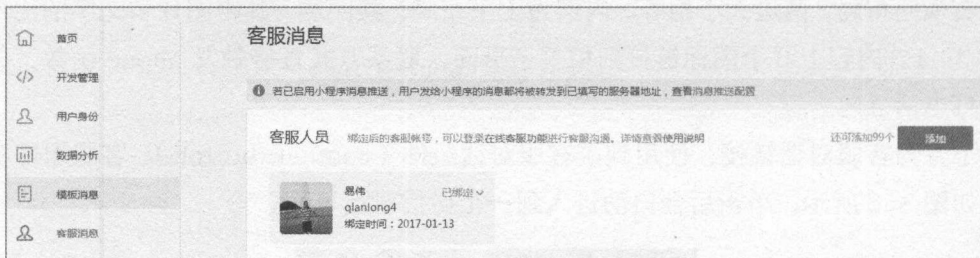 首页
开发管理
用户身份
数据分析
模板消息
客服消息
客服消息
若已启用小程序消息推送，用户发给小程序的消息都将被转发到已填写的服务器地址，查看消息推送配置
客服人员 绑定后的客服帐号，可以登录在线客服功能进行客服沟通。详情查看使用说明 还可添加99个 添加
易伟 已绑定
qianlong4
绑定时间：2017-01-13